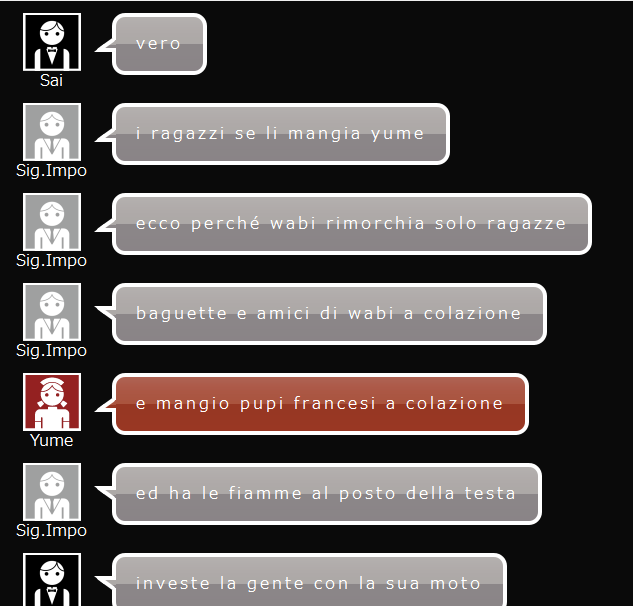 vero
Sai
i ragazzi se li mangia yume
Sig.Impo
ecco perché wabi rimorchia solo ragazze
Sig.Impo
baguette e amici di wabi a colazione
Sig.Impo
e mangio pupi francesi a colazione
Yume
ed ha le fiamme al posto della testa
Sig.Impo
investe la gente con la sua moto